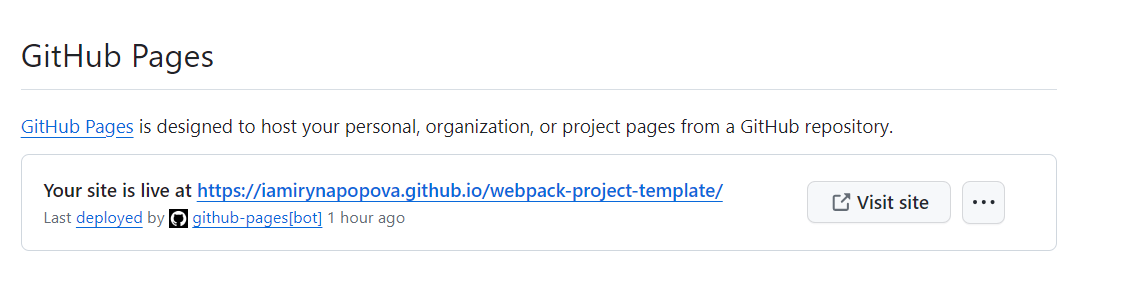 GitHub Pages
GitHub Pages is designed to host your personal, organization, or project pages from a GitHub repository.
Your site is live at https://iamirynapopova.github.io/webpack-project-template/
Last deployed by github-pages[bot] 1 hour ago
Visit site